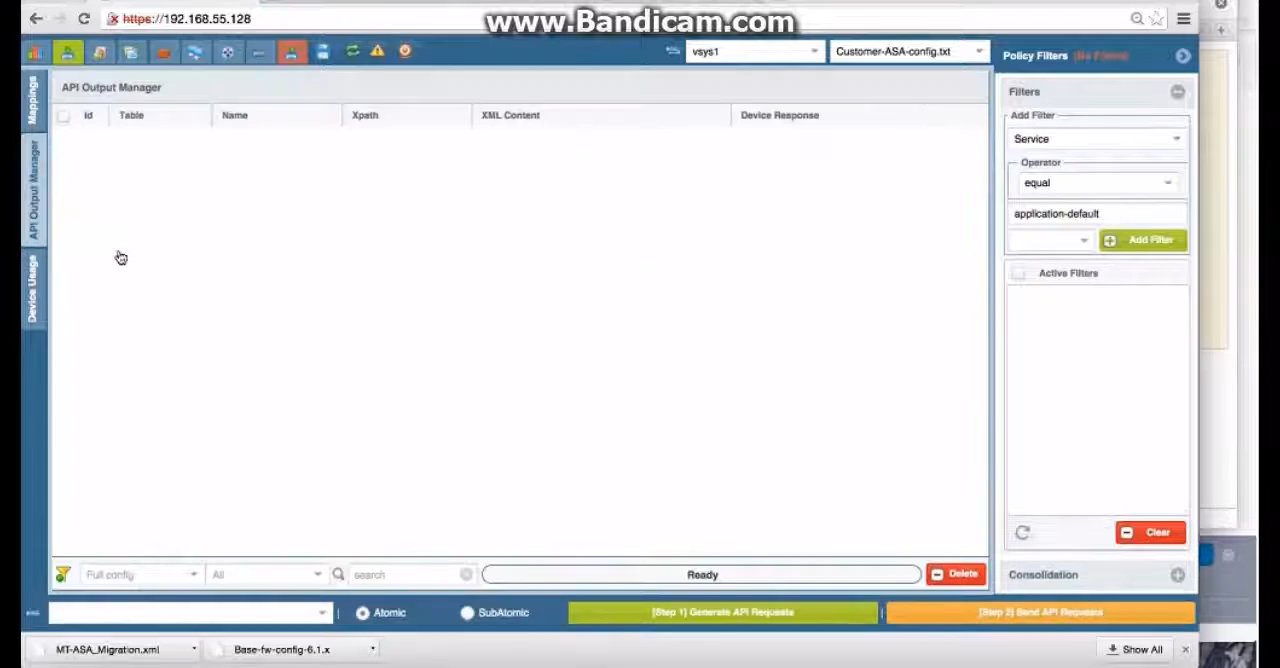 www.Bandicam.com
https://192.168.55.128
vsys1
Customer-ASA-config.txt
Policy Filters
Mappings
API Output Manager
Device Usage
API Output Manager
Id Table Name Xpath XML Content Device Response
Filters
Add Filter
Service
Operator
equal
application-default
Add Filter
Active Filters
Clear
Consolidation
Full config
All
search
Ready
Delete
Atomic
SubAtomic
[Step 1] Generate API Requests
[Step 2] Send API Requests
MT-ASA_Migration.xml
Base-fw-config-6.1.x
Show All